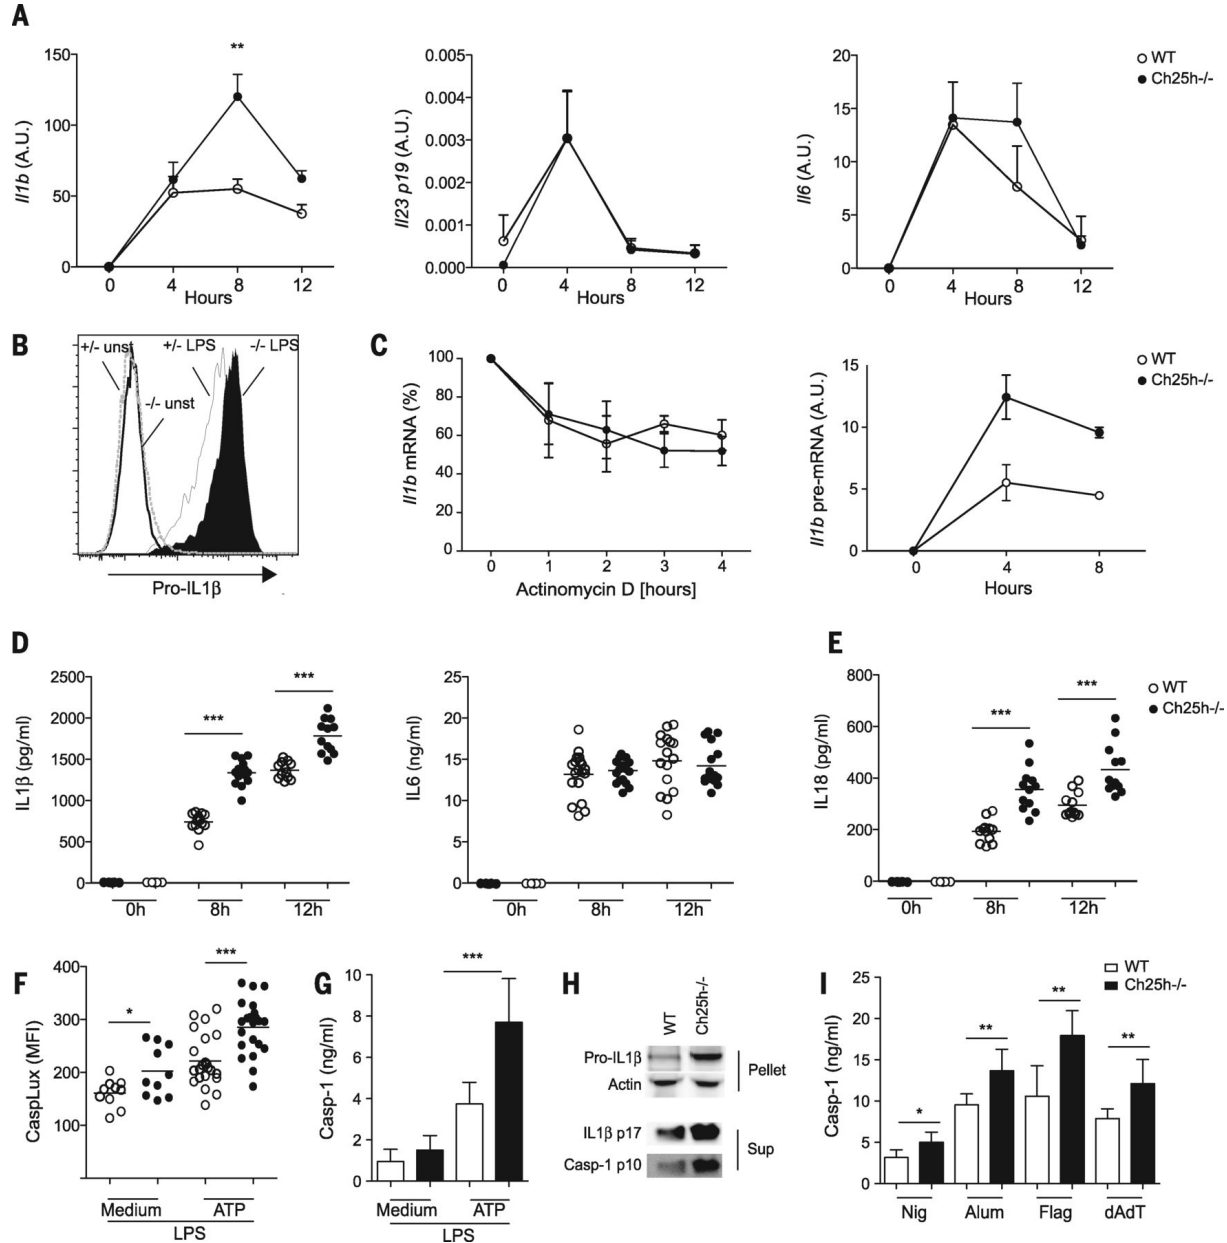 A
Il1b (A.U.)
150
100
50
0
**
0 4 8 12
Hours
Il23 p19 (A.U.)
0.005
0.004
0.003
0.002
0.001
0.000
0 4 8 12
Hours
Il6 (A.U.)
20
15
10
5
0
0 4 8 12
Hours
WT
Ch25h-/-
B
+/- unst
+/- LPS
-/- LPS
-/- unst
Pro-IL1β
C
Il1b mRNA (%)
100
80
60
40
20
0
0 1 2 3 4
Actinomycin D [hours]
Il1b pre-mRNA (A.U.)
15
10
5
0
0 4 8
Hours
WT
Ch25h-/-
D
IL1β (pg/ml)
2500
2000
1500
1000
500
0
***
***
0h 8h 12h
IL6 (ng/ml)
25
20
15
10
5
0
0h 8h 12h
E
IL18 (pg/ml)
800
600
400
200
0
***
***
0h 8h 12h
WT
Ch25h-/-
F
CaspLux (MFI)
400
300
200
100
*
***
Medium ATP
LPS
G
Casp-1 (ng/ml)
10
8
6
4
2
0
***
Medium ATP
LPS
H
WT
Ch25h-/-
Pro-IL1β
Actin
Pellet
IL1β p17
Casp-1 p10
Sup
I
Casp-1 (ng/ml)
25
20
15
10
5
0
*
**
**
**
Nig Alum Flag dAdT
WT
Ch25h-/-